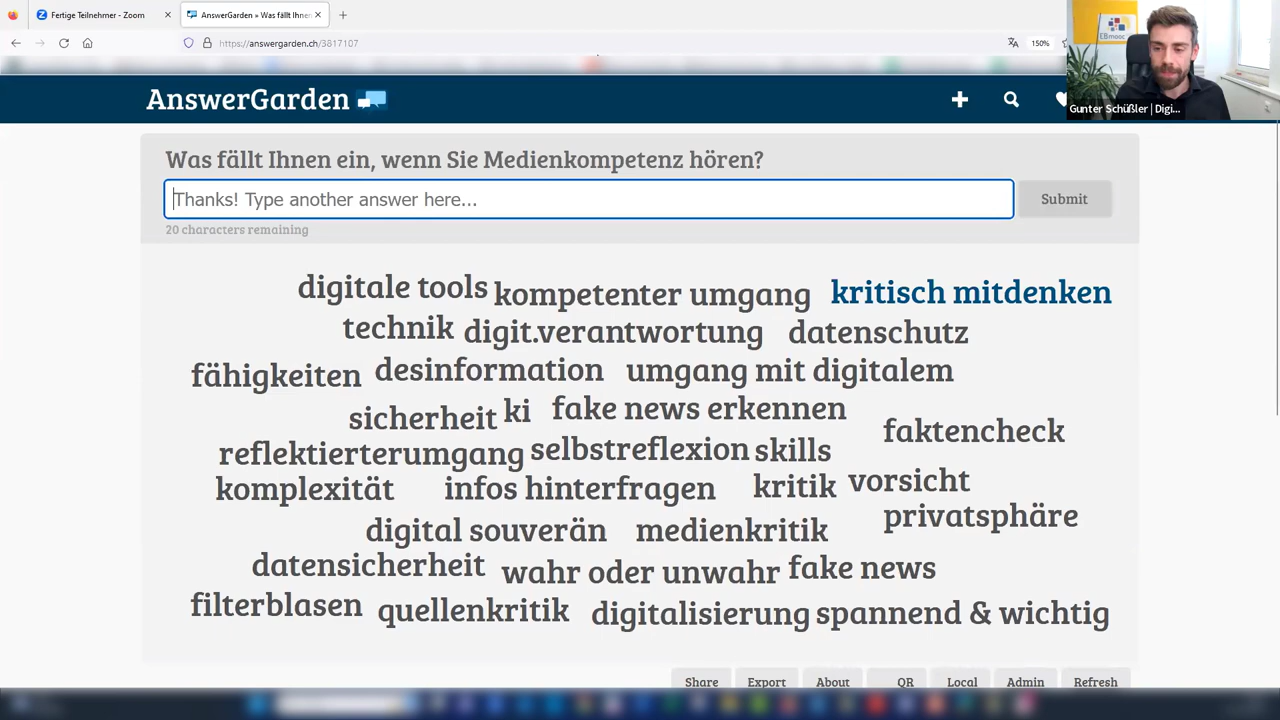 Fertige Teilnehmer - Zoom
AnswerGarden » Was fällt Ihnen
https://answergarden.ch/3817107
150%
EBmooc
Gunter Schüßler | Digi...
AnswerGarden
Was fällt Ihnen ein, wenn Sie Medienkompetenz hören?
Thanks! Type another answer here...
Submit
20 characters remaining
digitale tools kompetenter umgang kritisch mitdenken
technik digit.verantwortung datenschutz
fähigkeiten desinformation umgang mit digitalem
sicherheit ki fake news erkennen faktencheck
reflektierterumgang selbstreflexion skills
komplexität infos hinterfragen kritik vorsicht
digital souverän medienkritik privatsphäre
datensicherheit wahr oder unwahr fake news
filterblasen quellenkritik digitalisierung spannend & wichtig
Share Export About QR Local Admin Refresh